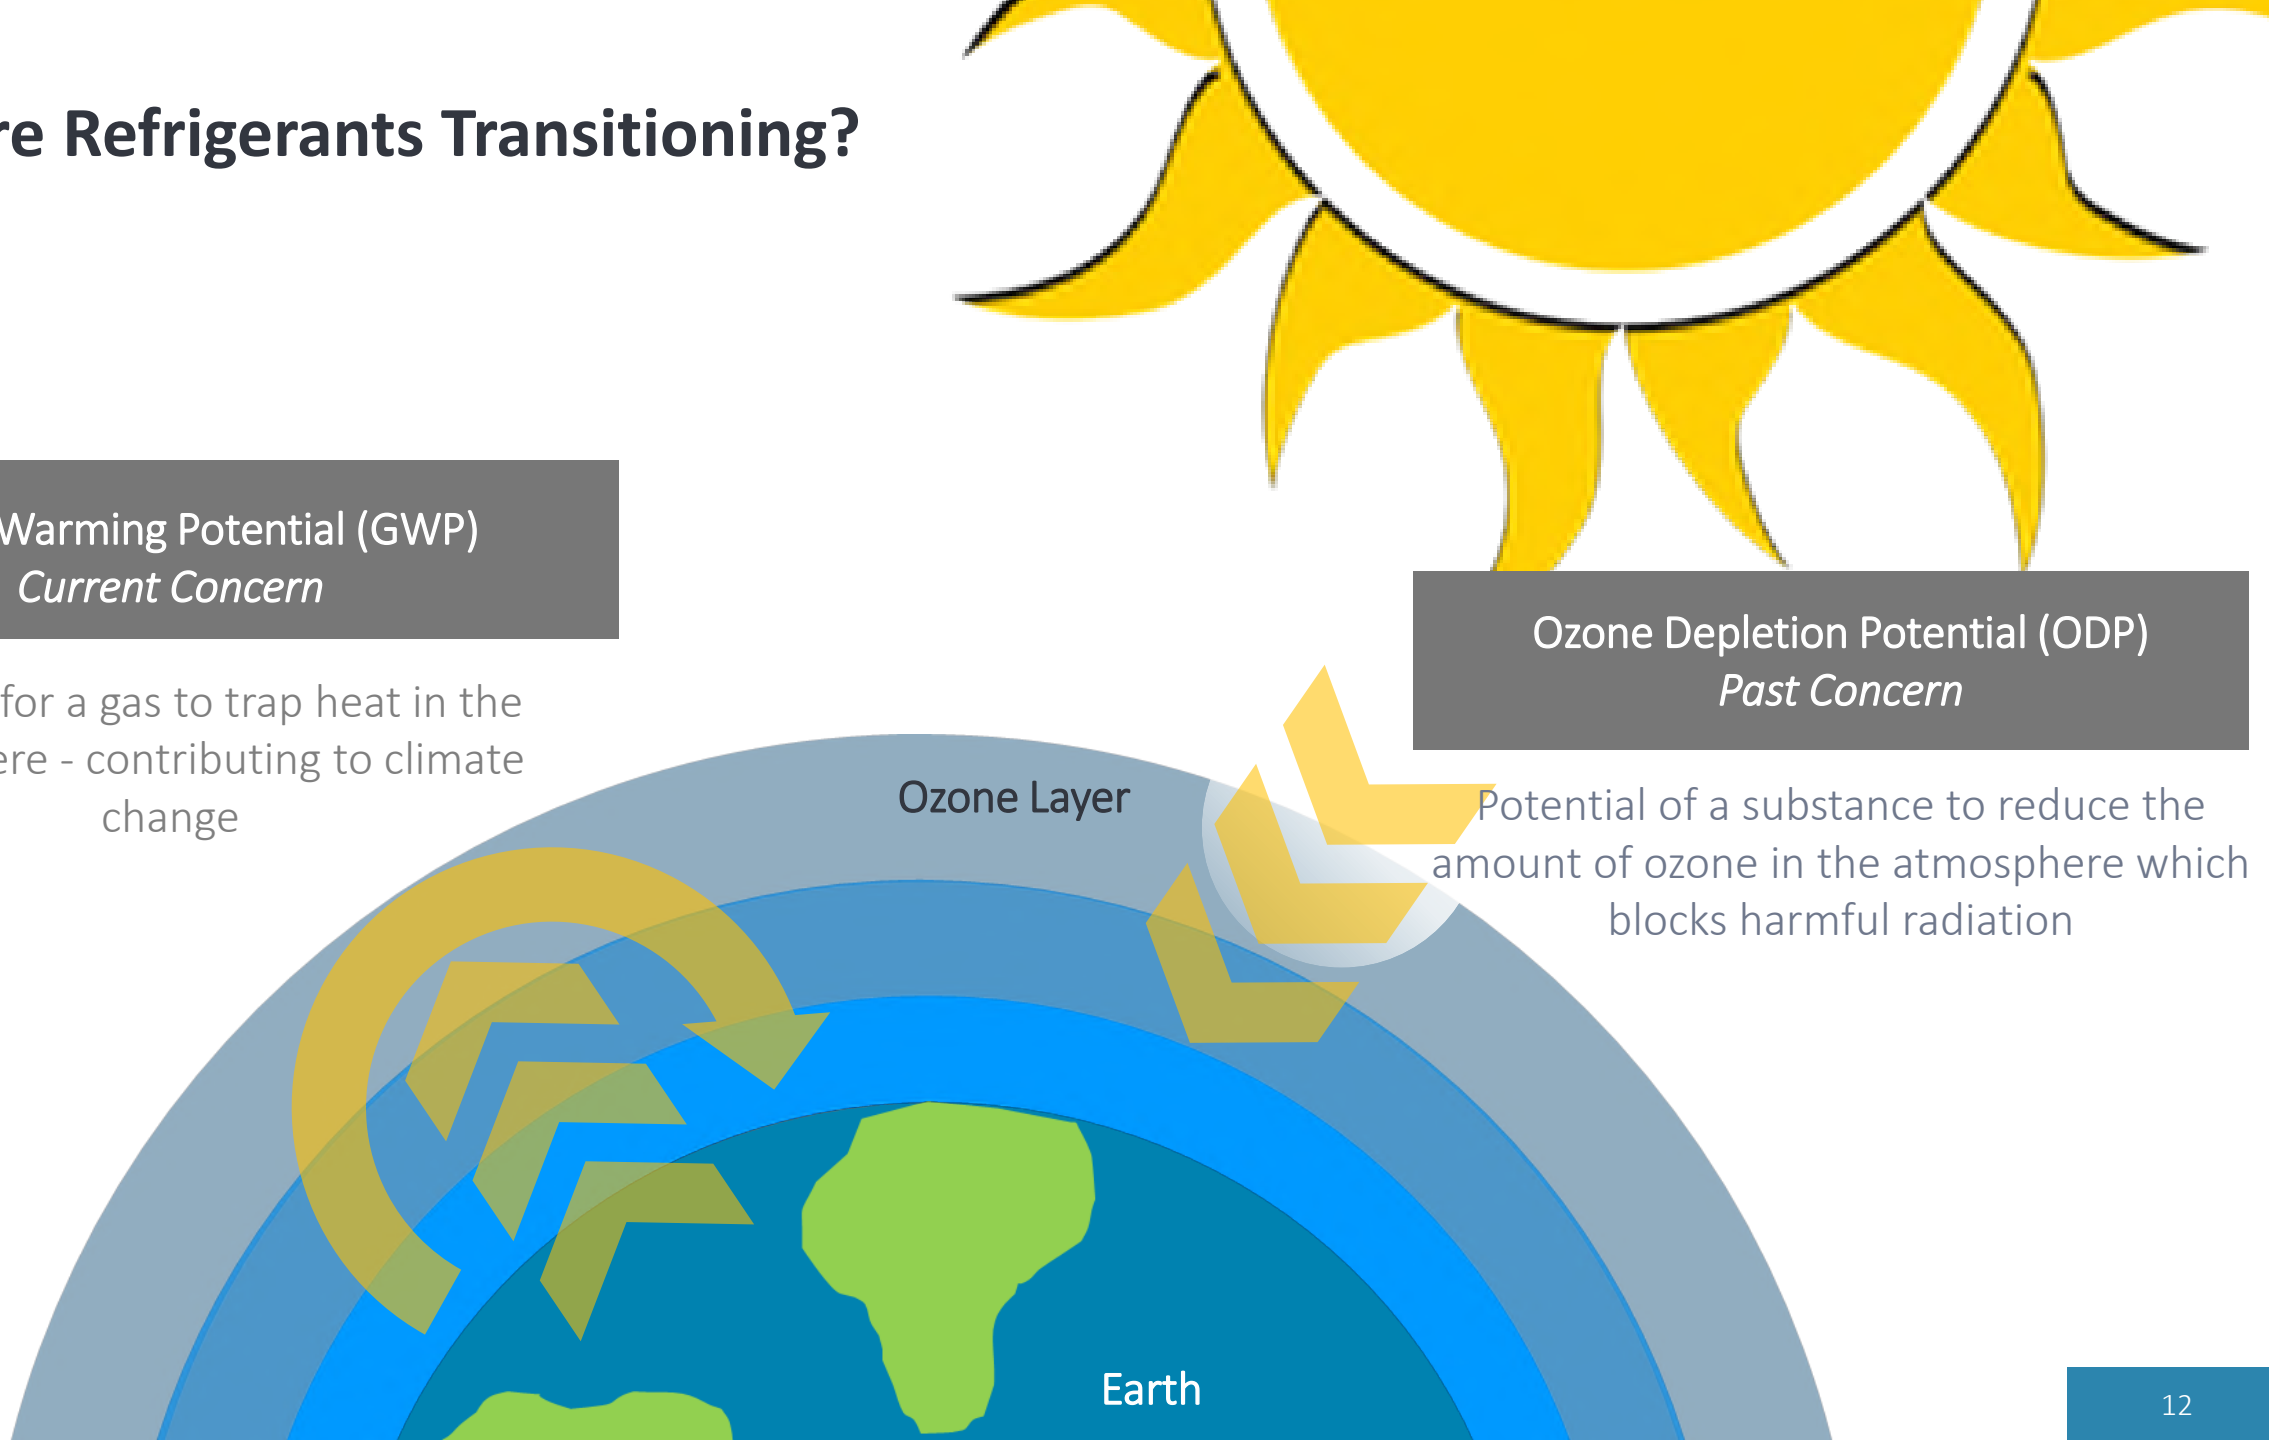 re Refrigerants Transitioning?
Warming Potential (GWP)
Current Concern
for a gas to trap heat in the
ere - contributing to climate
change
Ozone Depletion Potential (ODP)
Past Concern
Potential of a substance to reduce the
amount of ozone in the atmosphere which
blocks harmful radiation
Ozone Layer
Earth
12